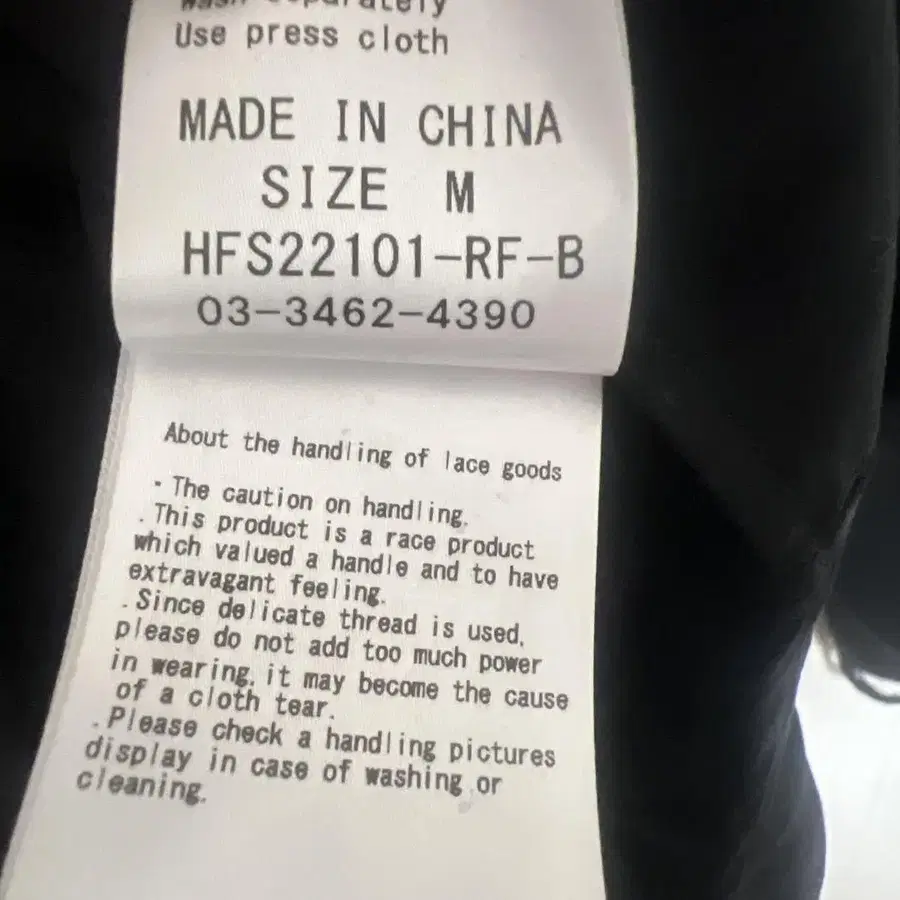 Wash separately
Use press cloth
MADE IN CHINA
SIZE M
HFS22101-RF-B
03-3462-4390
About the handling of lace goods
・The caution on handling.
.This product is a race product
which valued a handle and to have
extravagant feeling.
.Since delicate thread is used,
please do not add too much power
in wearing. it may become the cause
of a cloth tear.
.Please check a handling pictures
display in case of washing or
cleaning.